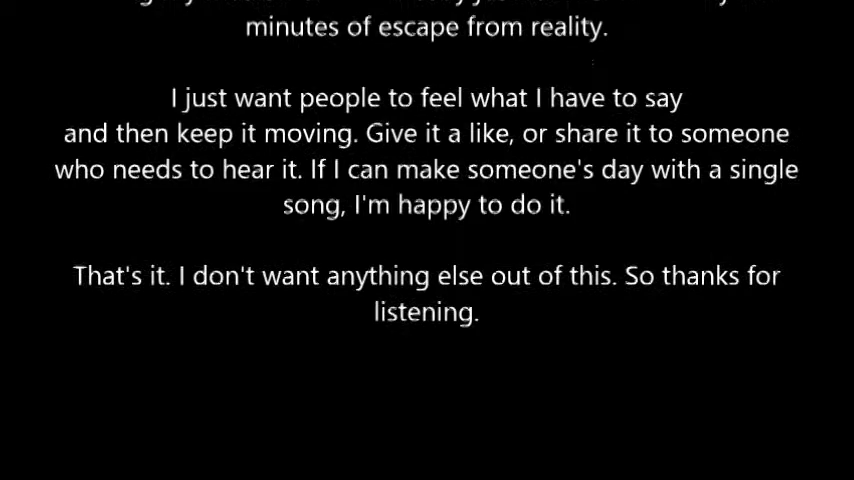 minutes of escape from reality.
I just want people to feel what I have to say
and then keep it moving. Give it a like, or share it to someone
who needs to hear it. If I can make someone's day with a single
song, I'm happy to do it.
That's it. I don't want anything else out of this. So thanks for
listening.